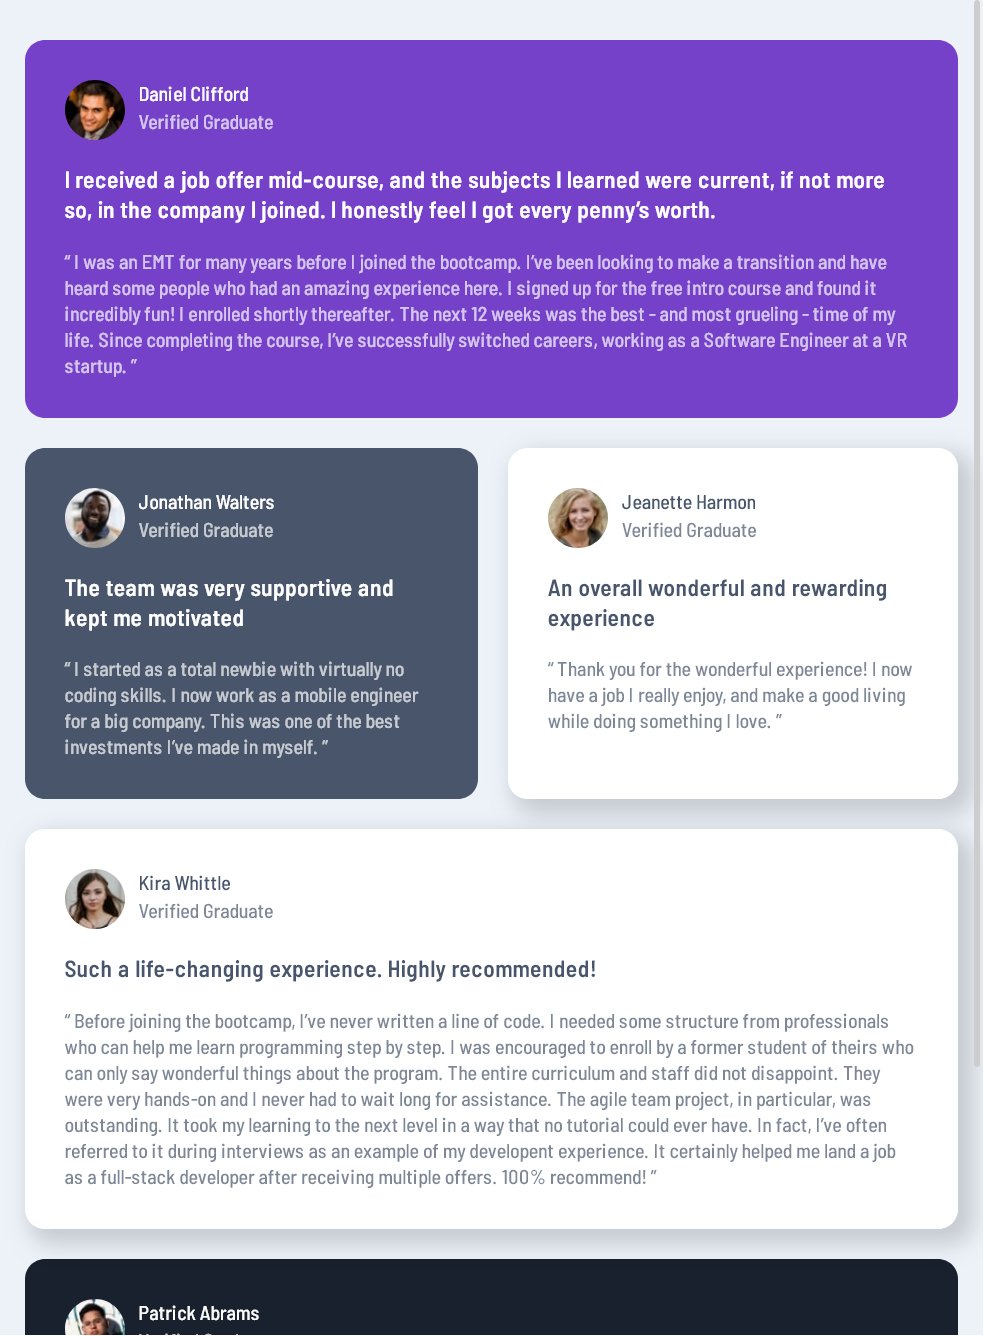 Daniel Clifford
Verified Graduate
I received a job offer mid-course, and the subjects I learned were current, if not more
so, in the company I joined. I honestly feel I got every penny’s worth.
“ I was an EMT for many years before I joined the bootcamp. I’ve been looking to make a transition and have
heard some people who had an amazing experience here. I signed up for the free intro course and found it
incredibly fun! I enrolled shortly thereafter. The next 12 weeks was the best - and most grueling - time of my
life. Since completing the course, I’ve successfully switched careers, working as a Software Engineer at a VR
startup. ”
Jonathan Walters
Verified Graduate
The team was very supportive and
kept me motivated
“ I started as a total newbie with virtually no
coding skills. I now work as a mobile engineer
for a big company. This was one of the best
investments I’ve made in myself. ”
Jeanette Harmon
Verified Graduate
An overall wonderful and rewarding
experience
“ Thank you for the wonderful experience! I now
have a job I really enjoy, and make a good living
while doing something I love. ”
Kira Whittle
Verified Graduate
Such a life-changing experience. Highly recommended!
“ Before joining the bootcamp, I’ve never written a line of code. I needed some structure from professionals
who can help me learn programming step by step. I was encouraged to enroll by a former student of theirs who
can only say wonderful things about the program. The entire curriculum and staff did not disappoint. They
were very hands-on and I never had to wait long for assistance. The agile team project, in particular, was
outstanding. It took my learning to the next level in a way that no tutorial could ever have. In fact, I’ve often
referred to it during interviews as an example of my developent experience. It certainly helped me land a job
as a full-stack developer after receiving multiple offers. 100% recommend! ”
Patrick Abrams